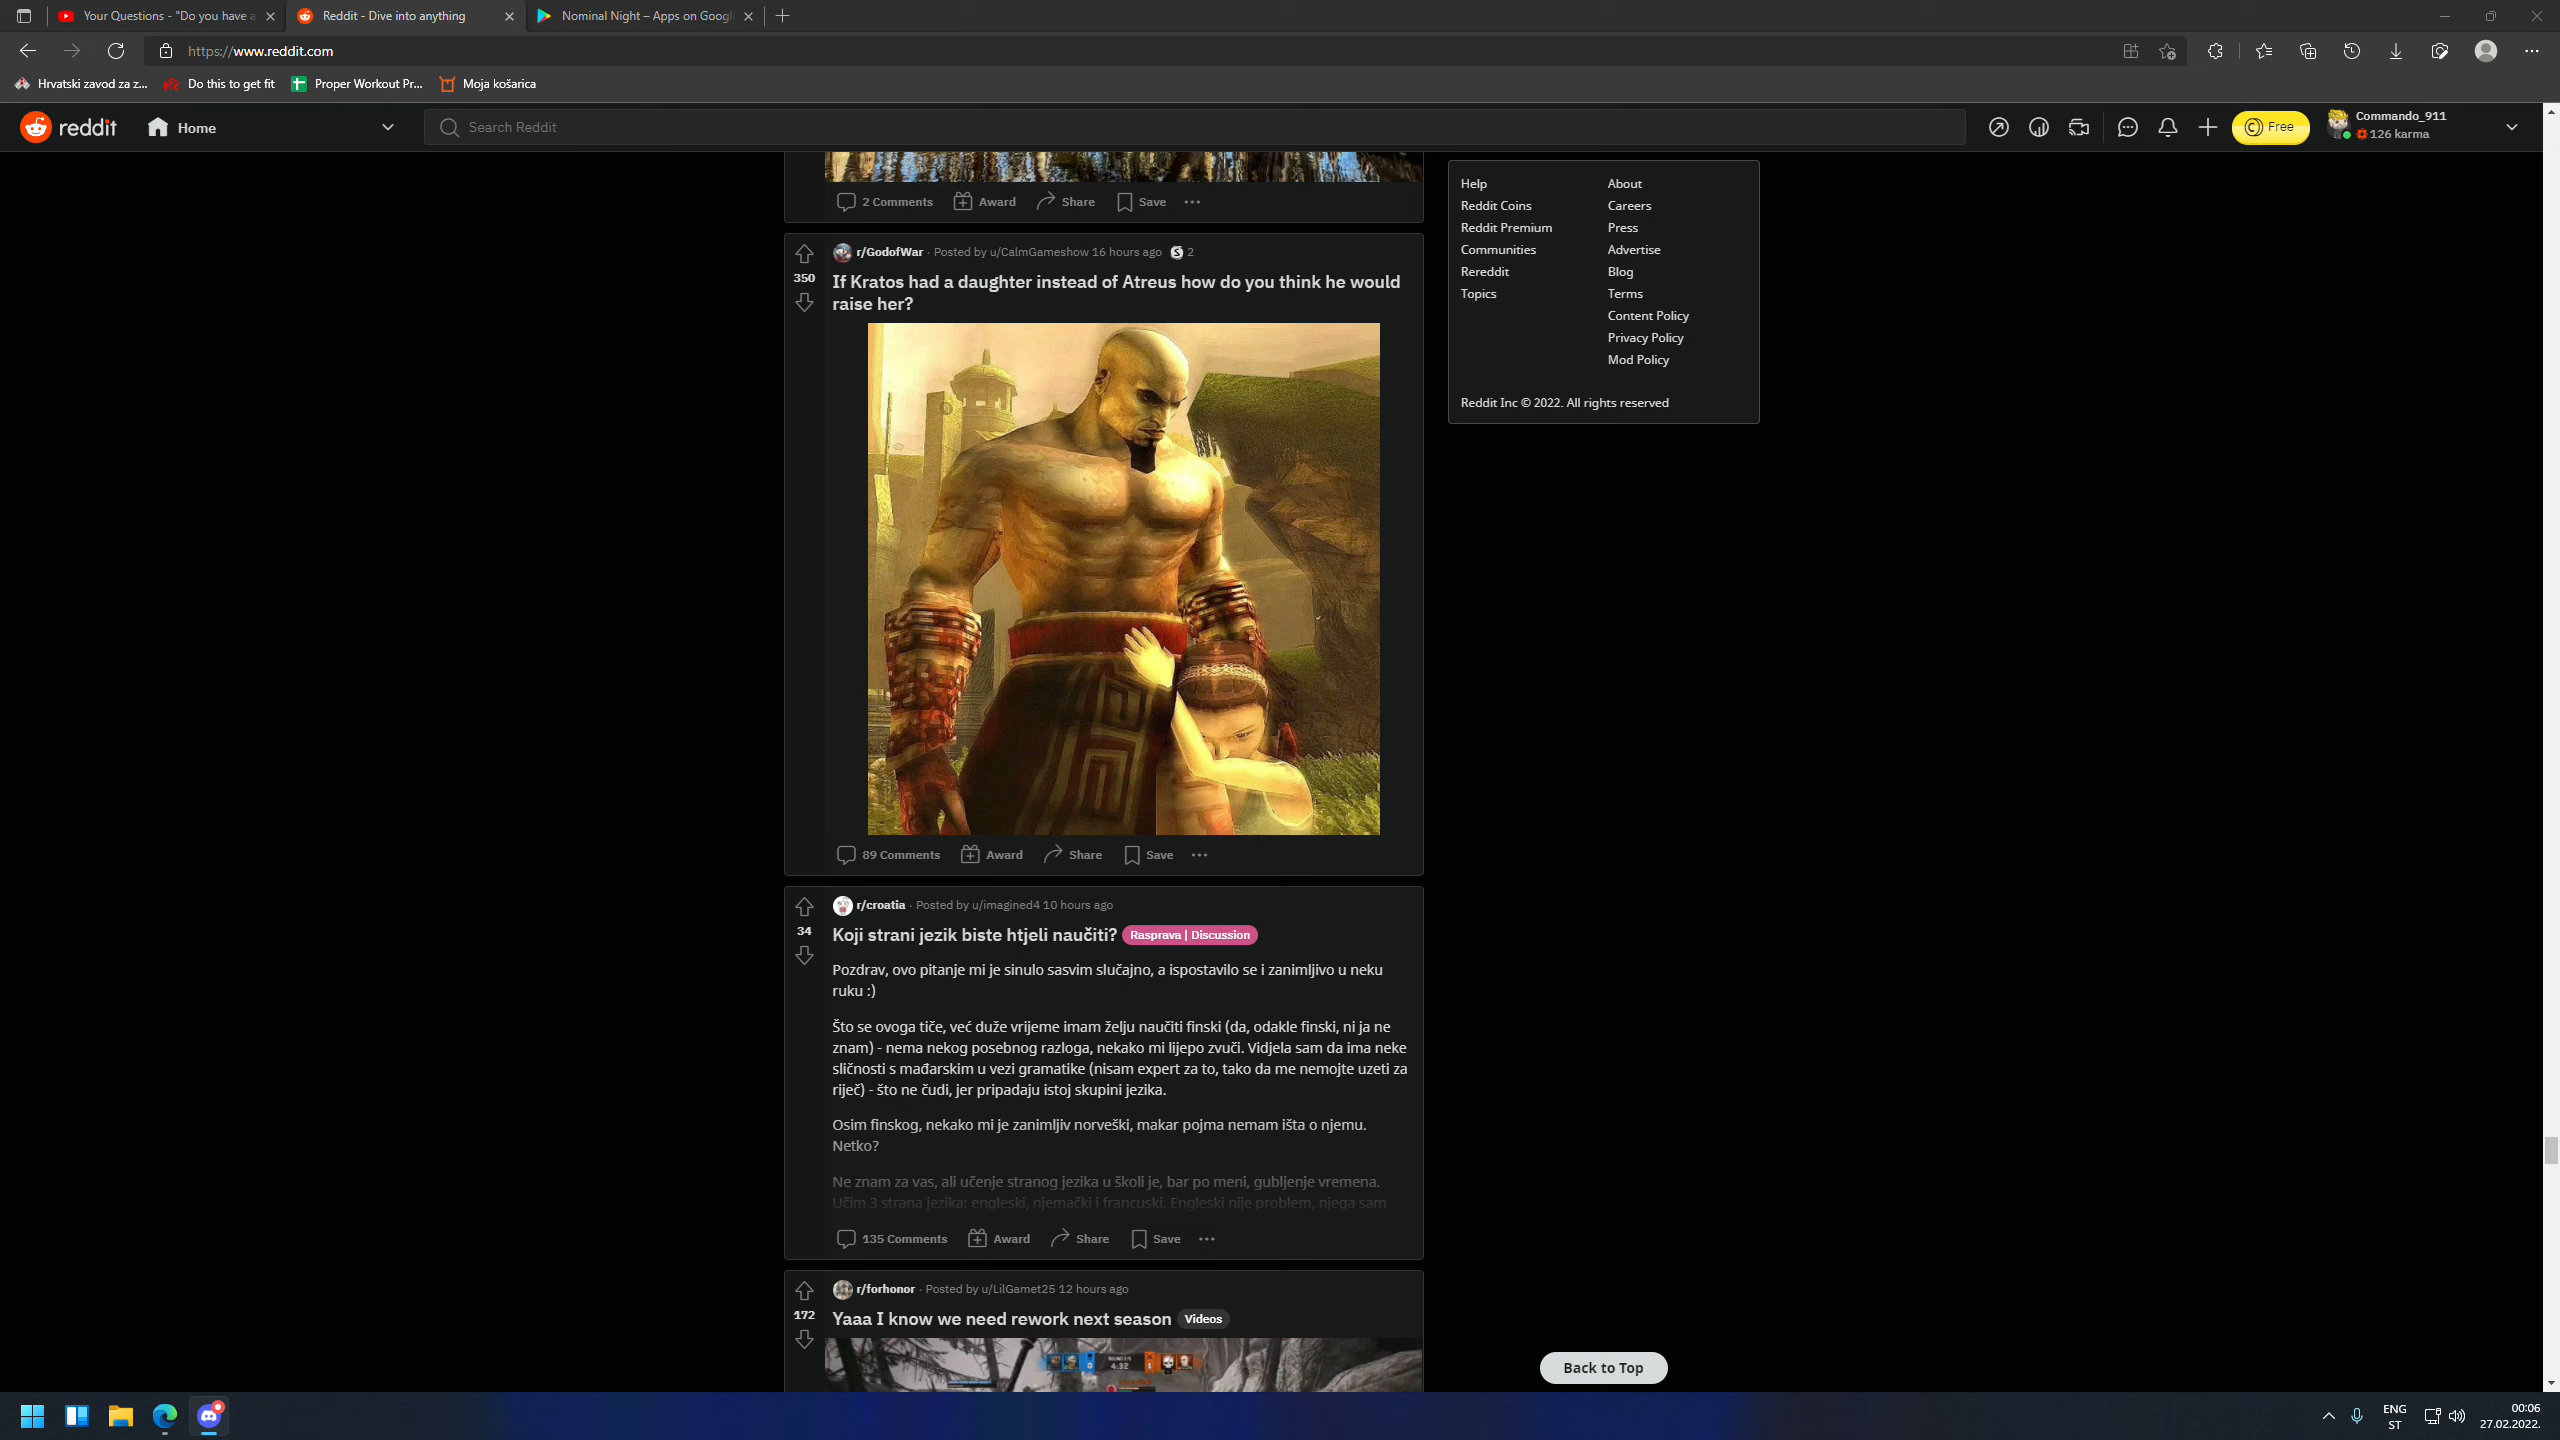 Your Questions - "Do you have a
Reddit - Dive into anything
Nominal Night – Apps on Googl
https://www.reddit.com
Hrvatski zavod za z...
Do this to get fit
Proper Workout Pr...
Moja košarica
reddit
Home
Search Reddit
Free
Commando_911
126 karma
2 Comments
Award
Share
Save
r/GodofWar · Posted by u/CalmGameshow 16 hours ago
2
350
If Kratos had a daughter instead of Atreus how do you think he would
raise her?
89 Comments
Award
Share
Save
r/croatia · Posted by u/imagined4 10 hours ago
34
Koji strani jezik biste htjeli naučiti?
Rasprava | Discussion
Pozdrav, ovo pitanje mi je sinulo sasvim slučajno, a ispostavilo se i zanimljivo u neku
ruku :)
Što se ovoga tiče, već duže vrijeme imam želju naučiti finski (da, odakle finski, ni ja ne
znam) - nema nekog posebnog razloga, nekako mi lijepo zvuči. Vidjela sam da ima neke
sličnosti s mađarskim u vezi gramatike (nisam expert za to, tako da me nemojte uzeti za
riječ) - što ne čudi, jer pripadaju istoj skupini jezika.
Osim finskog, nekako mi je zanimljiv norveški, makar pojma nemam išta o njemu.
Netko?
Ne znam za vas, ali učenje stranog jezika u školi je, bar po meni, gubljenje vremena.
Učim 3 strana jezika: engleski, njemački i francuski. Engleski nije problem, njega sam
135 Comments
Award
Share
Save
r/forhonor · Posted by u/LilGamet25 12 hours ago
172
Yaaa I know we need rework next season
Videos
4:32
Help
Reddit Coins
Reddit Premium
Communities
Rereddit
Topics
About
Careers
Press
Advertise
Blog
Terms
Content Policy
Privacy Policy
Mod Policy
Reddit Inc © 2022. All rights reserved
Back to Top
ENG
ST
00:06
27.02.2022.